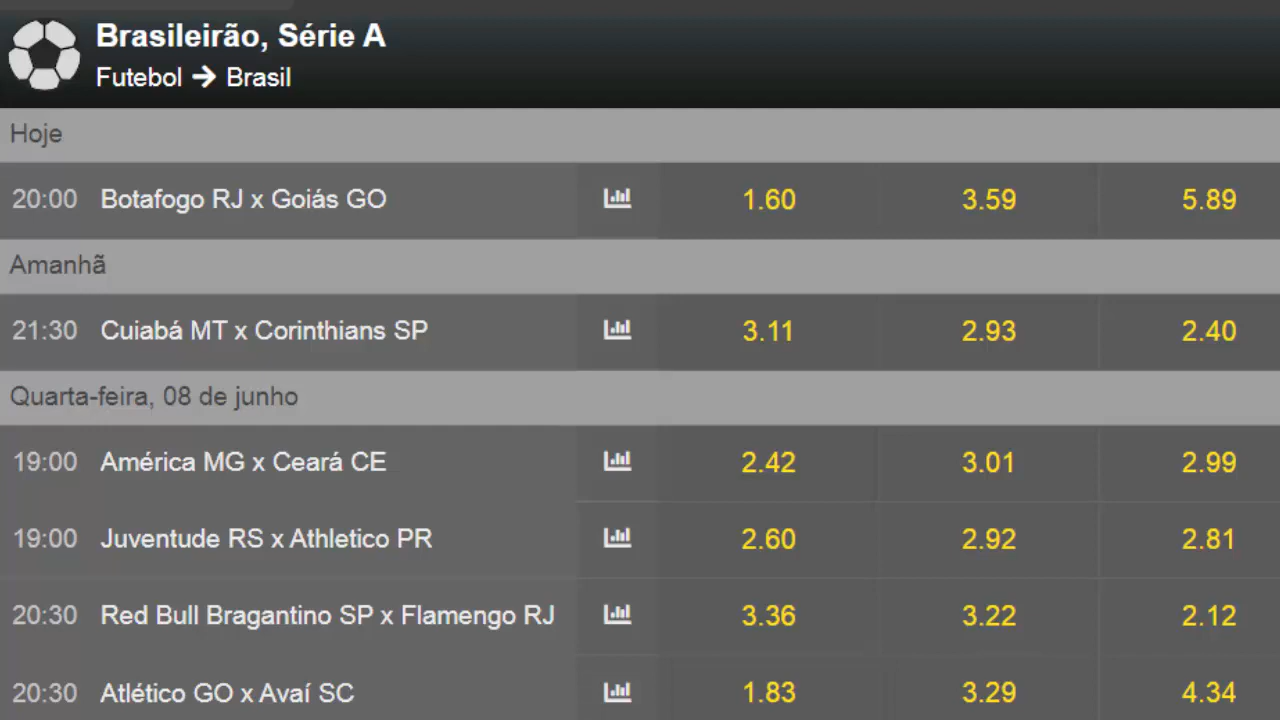 Brasileirão, Série A
Futebol → Brasil
Hoje
20:00 Botafogo RJ x Goiás GO 1.60 3.59 5.89
Amanhã
21:30 Cuiabá MT x Corinthians SP 3.11 2.93 2.40
Quarta-feira, 08 de junho
19:00 América MG x Ceará CE 2.42 3.01 2.99
19:00 Juventude RS x Athletico PR 2.60 2.92 2.81
20:30 Red Bull Bragantino SP x Flamengo RJ 3.36 3.22 2.12
20:30 Atlético GO x Avaí SC 1.83 3.29 4.34